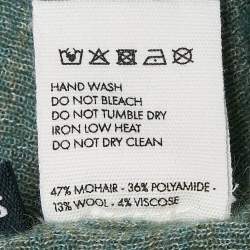 HAND WASH
DO NOT BLEACH
DO NOT TUMBLE DRY
IRON LOW HEAT
DO NOT DRY CLEAN
47% MOHAIR - 36% POLYAMIDE -
13% WOOL - 4% VISCOSE